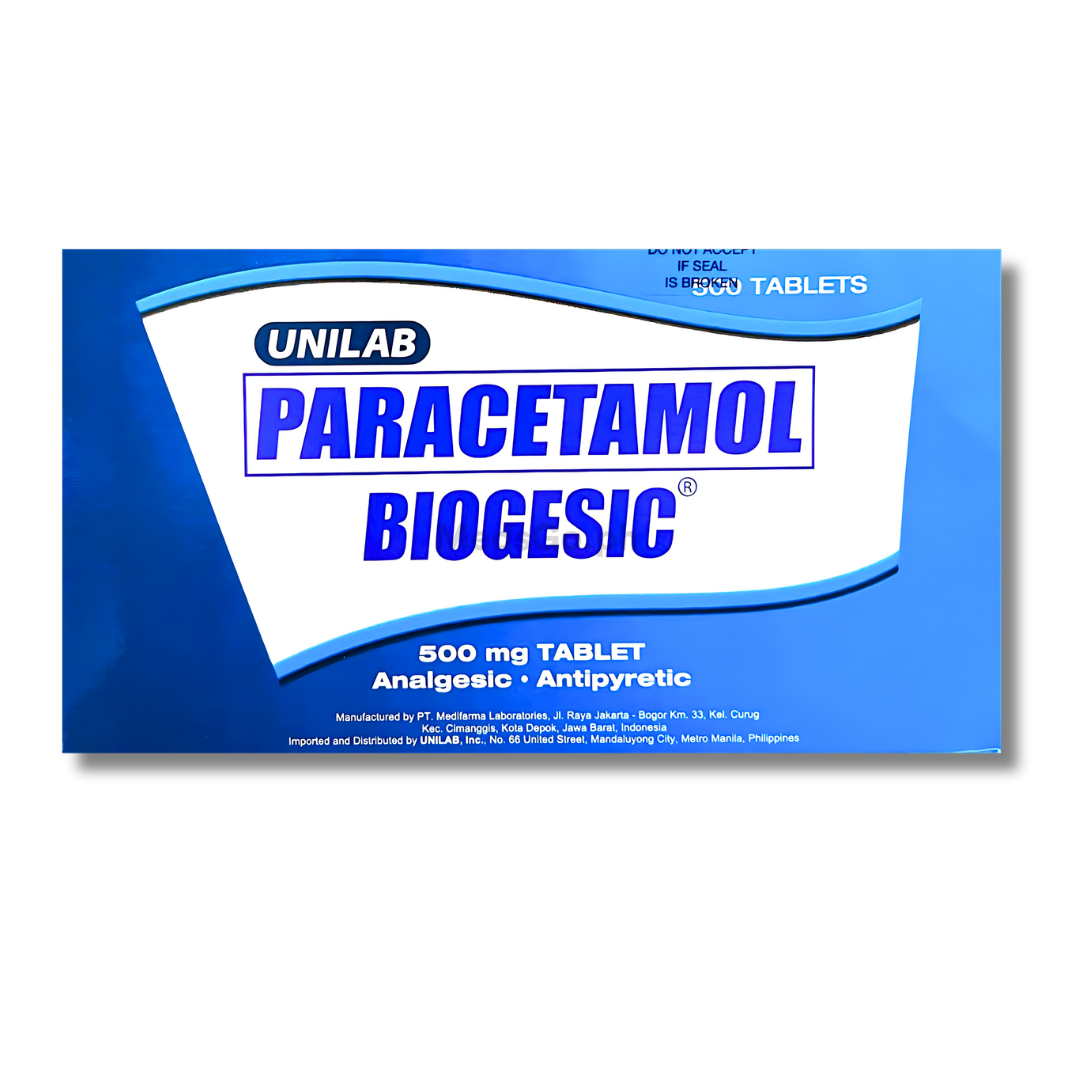 DO NOT ACCEPT
IF SEAL
IS BROKEN
500 TABLETS
UNILAB
PARACETAMOL
BIOGESIC®
500 mg TABLET
Analgesic • Antipyretic
Manufactured by PT. Medifarma Laboratories, Jl. Raya Jakarta - Bogor Km. 33, Kel. Curug
Kec. Cimanggis, Kota Depok, Jawa Barat, Indonesia
Imported and Distributed by UNILAB, Inc., No. 66 United Street, Mandaluyong City, Metro Manila, Philippines